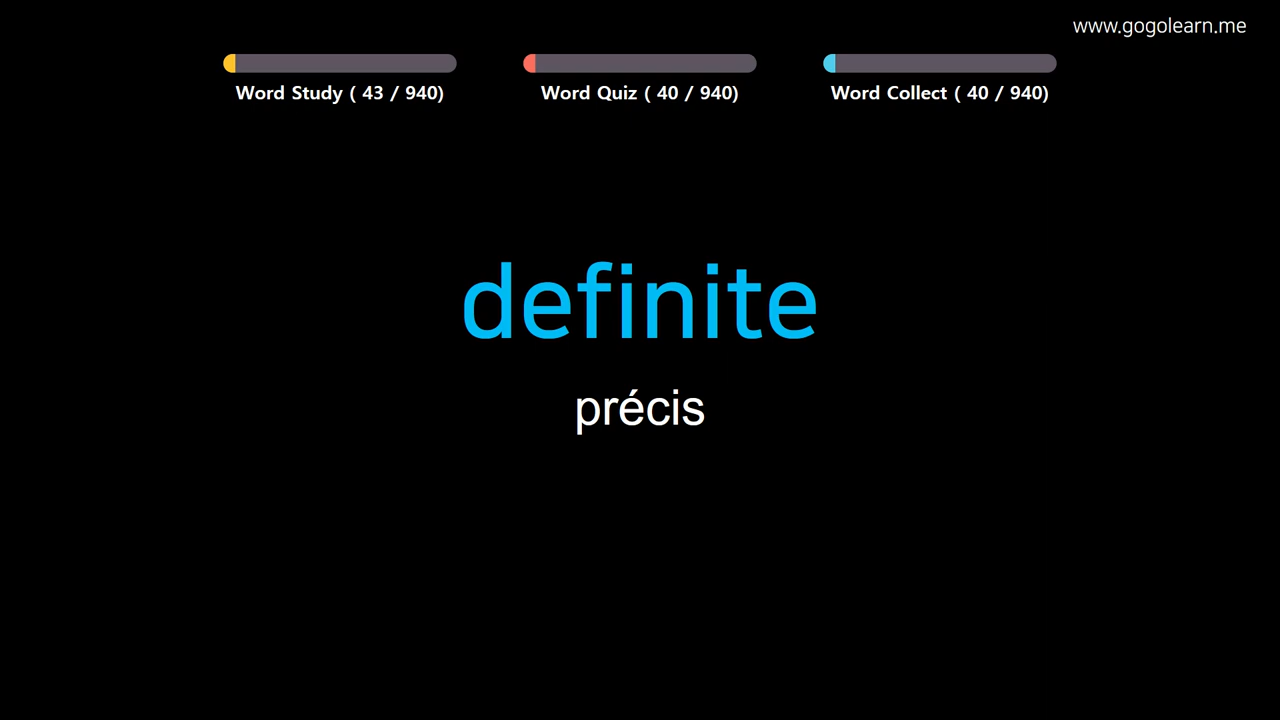 www.gogolearn.me
Word Study ( 43 / 940)
Word Quiz ( 40 / 940)
Word Collect ( 40 / 940)
definite
précis